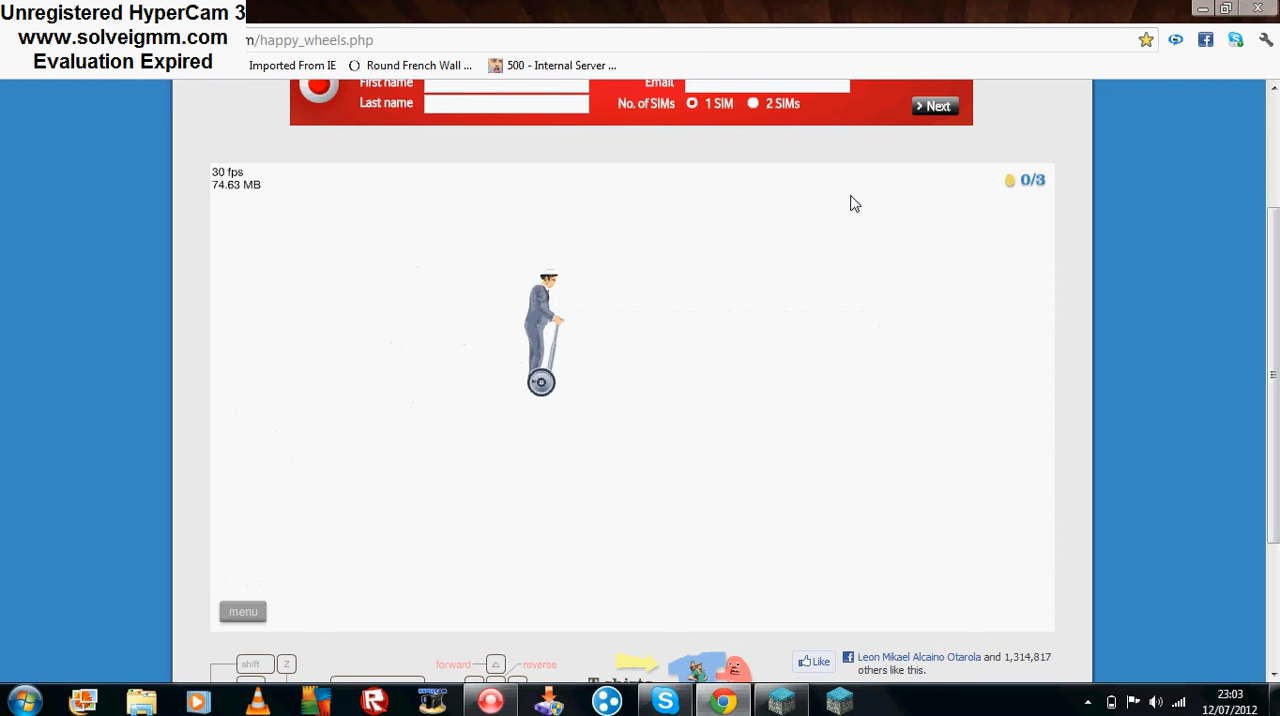 Unregistered HyperCam 3
www.solveigmm.com
Evaluation Expired
m/happy_wheels.php
Imported From IE
Round French Wall ...
500 - Internal Server ...
First name
Email
Last name
No. of SIMs 1 SIM 2 SIMs
> Next
30 fps
74.63 MB
0/3
menu
shift Z
forward reverse
Like
Leon Mikael Alcaino Otarola and 1,314,817
others like this.
HYPERCAM
23:03
12/07/2012